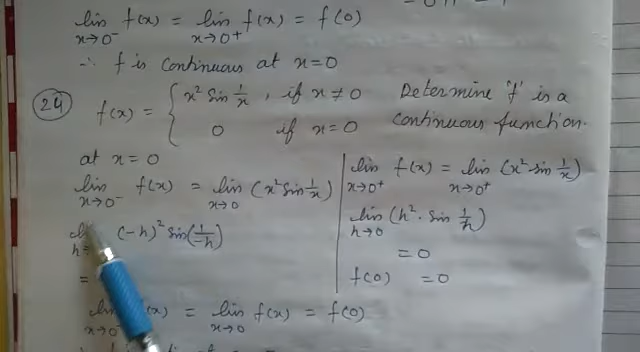 lim f(x) = lim f(x) = f(0)
x→0⁻ x→0⁺
∴ f is continuous at x=0
24 f(x) = { x² sin 1/x , if x ≠ 0 Determine 'f' is a
0 if x = 0 continuous function.
at x = 0
lim f(x) = lim (x² sin 1/x)
x→0⁻ x→0
(-h)² sin(1/-h)
=
lim f(x) = lim (x² sin 1/x)
x→0⁺ x→0⁺
lim (h². sin 1/h)
h→0
= 0
f(0) = 0
(x) = lim f(x) = f(0)
x→0 x→0